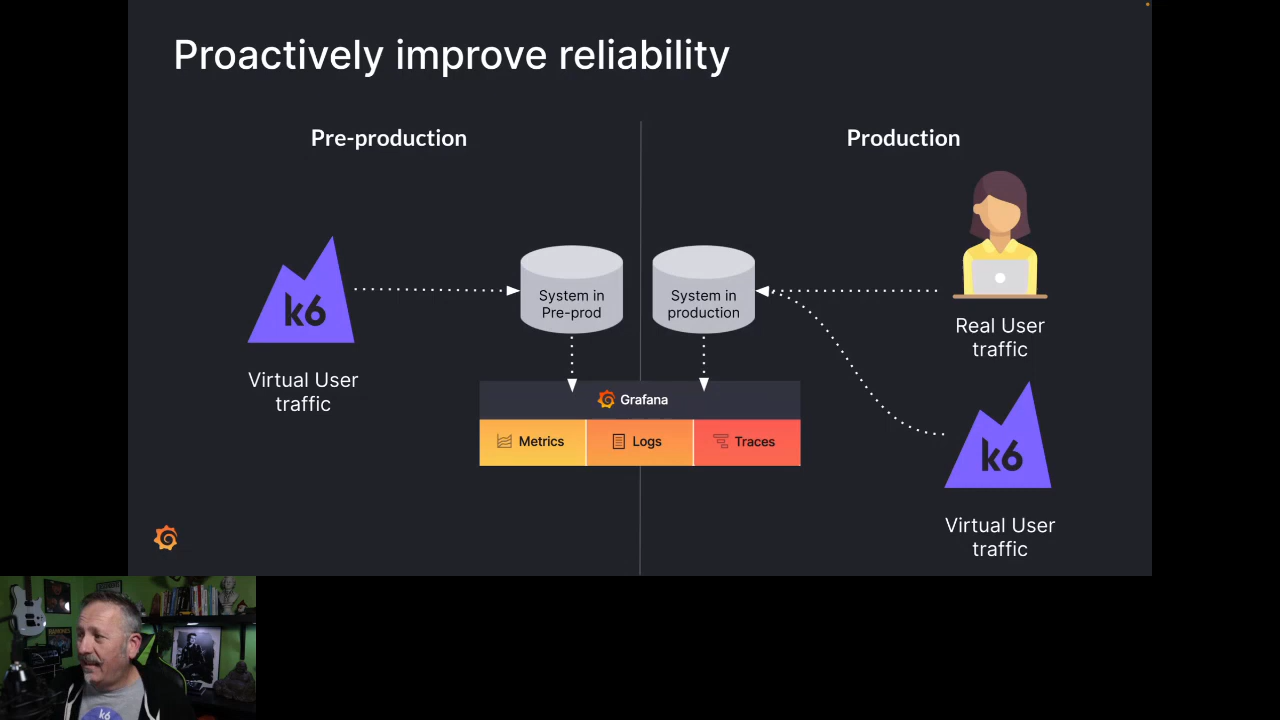 Proactively improve reliability
Pre-production
Production
k6
Virtual User
traffic
System in
Pre-prod
System in
production
Real User
traffic
Grafana
Metrics
Logs
Traces
k6
Virtual User
traffic
k6